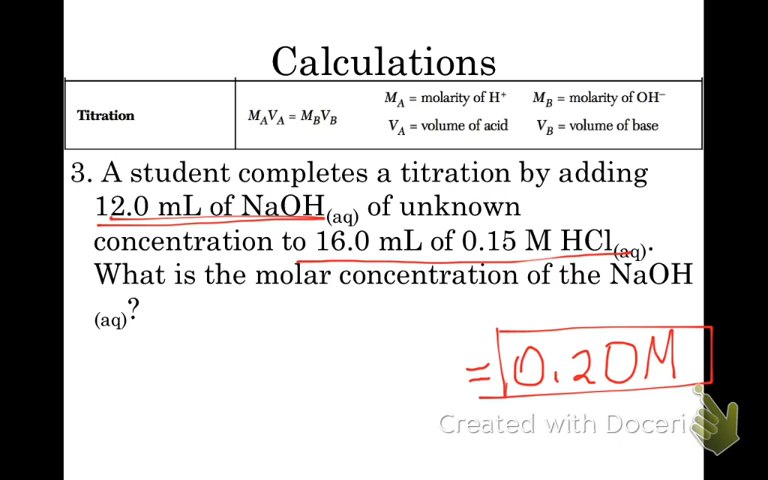 Calculations
Titration
MAVA = MBVB
MA = molarity of H⁺ MB = molarity of OH⁻
VA = volume of acid VB = volume of base
3. A student completes a titration by adding
12.0 mL of NaOH(aq) of unknown
concentration to 16.0 mL of 0.15 M HCl(aq).
What is the molar concentration of the NaOH
(aq)?
= 0.20M
Created with Doceri